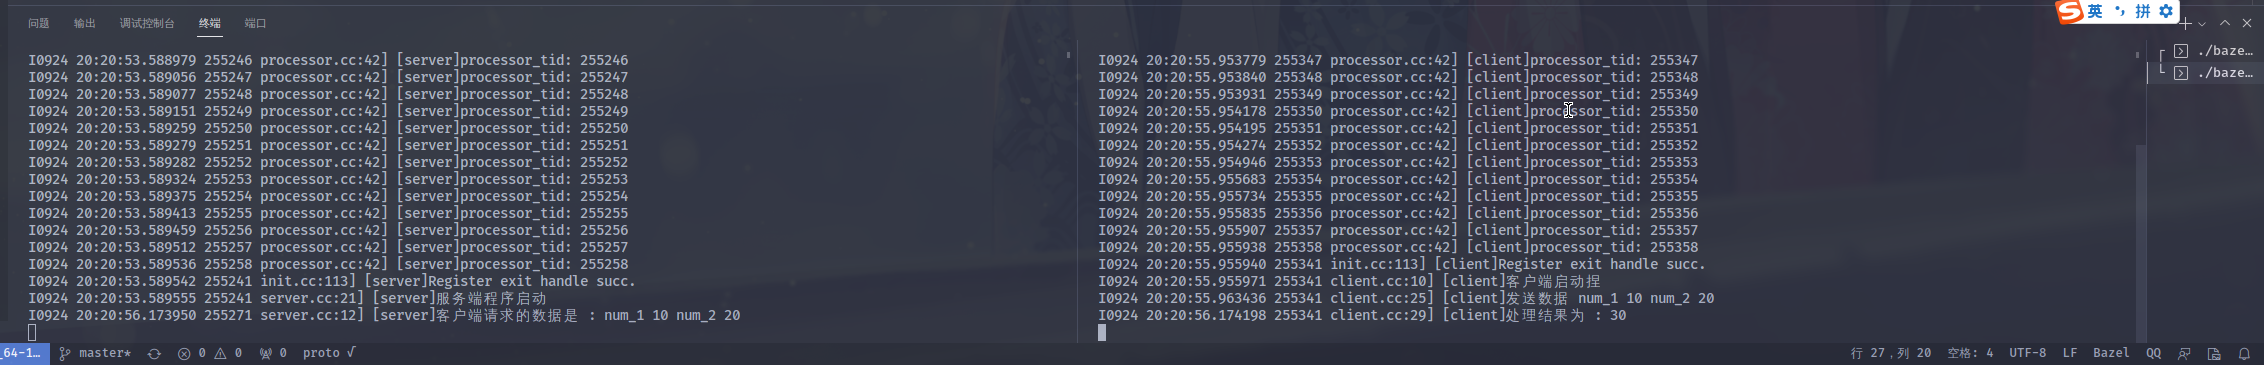 问题 输出 调试控制台 终端 端口
英 拼
I0924 20:20:53.588979 255246 processor.cc:42] [server]processor_tid: 255246
I0924 20:20:53.589056 255247 processor.cc:42] [server]processor_tid: 255247
I0924 20:20:53.589077 255248 processor.cc:42] [server]processor_tid: 255248
I0924 20:20:53.589151 255249 processor.cc:42] [server]processor_tid: 255249
I0924 20:20:53.589259 255250 processor.cc:42] [server]processor_tid: 255250
I0924 20:20:53.589279 255251 processor.cc:42] [server]processor_tid: 255251
I0924 20:20:53.589282 255252 processor.cc:42] [server]processor_tid: 255252
I0924 20:20:53.589324 255253 processor.cc:42] [server]processor_tid: 255253
I0924 20:20:53.589375 255254 processor.cc:42] [server]processor_tid: 255254
I0924 20:20:53.589413 255255 processor.cc:42] [server]processor_tid: 255255
I0924 20:20:53.589459 255256 processor.cc:42] [server]processor_tid: 255256
I0924 20:20:53.589512 255257 processor.cc:42] [server]processor_tid: 255257
I0924 20:20:53.589536 255258 processor.cc:42] [server]processor_tid: 255258
I0924 20:20:53.589542 255241 init.cc:113] [server]Register exit handle succ.
I0924 20:20:53.589555 255241 server.cc:21] [server]服务端程序启动
I0924 20:20:56.173950 255271 server.cc:12] [server]客户端请求的数据是 : num_1 10 num_2 20
I0924 20:20:55.953779 255347 processor.cc:42] [client]processor_tid: 255347
I0924 20:20:55.953840 255348 processor.cc:42] [client]processor_tid: 255348
I0924 20:20:55.953931 255349 processor.cc:42] [client]processor_tid: 255349
I0924 20:20:55.954178 255350 processor.cc:42] [client]processor_tid: 255350
I0924 20:20:55.954195 255351 processor.cc:42] [client]processor_tid: 255351
I0924 20:20:55.954274 255352 processor.cc:42] [client]processor_tid: 255352
I0924 20:20:55.954946 255353 processor.cc:42] [client]processor_tid: 255353
I0924 20:20:55.955683 255354 processor.cc:42] [client]processor_tid: 255354
I0924 20:20:55.955734 255355 processor.cc:42] [client]processor_tid: 255355
I0924 20:20:55.955835 255356 processor.cc:42] [client]processor_tid: 255356
I0924 20:20:55.955907 255357 processor.cc:42] [client]processor_tid: 255357
I0924 20:20:55.955938 255358 processor.cc:42] [client]processor_tid: 255358
I0924 20:20:55.955940 255341 init.cc:113] [client]Register exit handle succ.
I0924 20:20:55.955971 255341 client.cc:10] [client]客户端启动捏
I0924 20:20:55.963436 255341 client.cc:25] [client]发送数据 num_1 10 num_2 20
I0924 20:20:56.174198 255341 client.cc:29] [client]处理结果为 : 30
./baze…
./baze…
_64-1… master* 0 0 0 proto √ 行 27，列 20 空格: 4 UTF-8 LF Bazel QQ